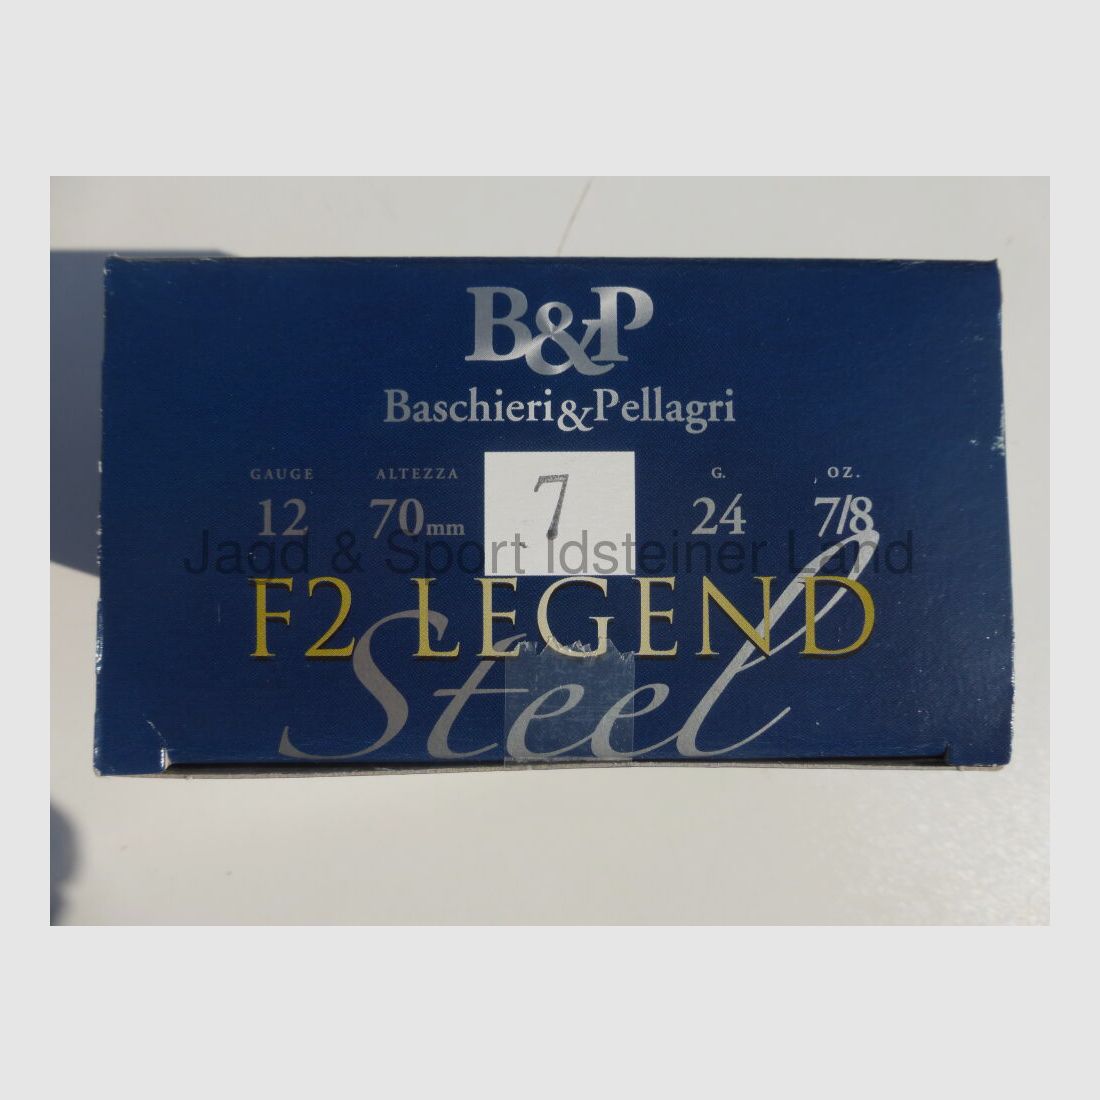 B&P
Baschieri&Pellagri
GAUGE ALTEZZA G. OZ.
12 70mm 7 24 7/8
Jagd & Sport Idsteiner Land
F2 LEGEND
Steel